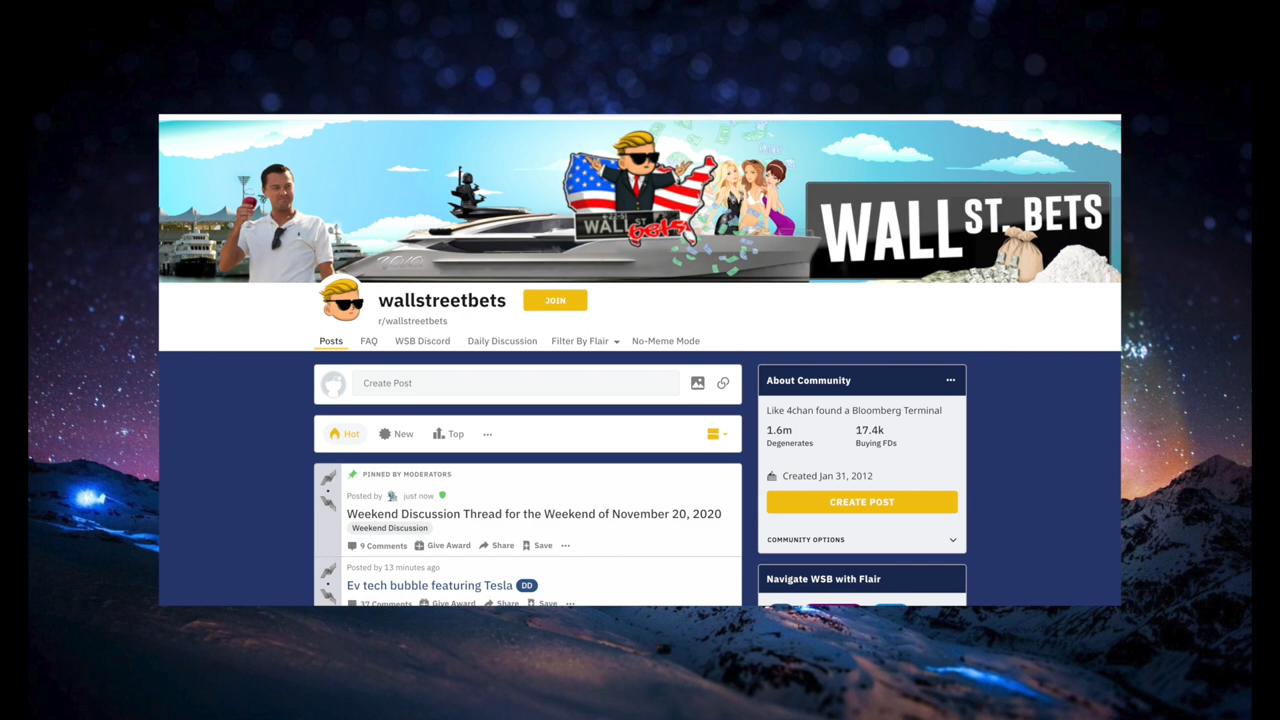 WALL ST. BETS
WALL ST
bets
wallstreetbets
JOIN
r/wallstreetbets
Posts FAQ WSB Discord Daily Discussion Filter By Flair No-Meme Mode
Create Post
Hot New Top ...
PINNED BY MODERATORS
Posted by just now
Weekend Discussion Thread for the Weekend of November 20, 2020
Weekend Discussion
9 Comments Give Award Share Save ...
Posted by 13 minutes ago
Ev tech bubble featuring Tesla DD
37 Comments Give Award Share Save ...
About Community ...
Like 4chan found a Bloomberg Terminal
1.6m 17.4k
Degenerates Buying FDs
Created Jan 31, 2012
CREATE POST
COMMUNITY OPTIONS
Navigate WSB with Flair